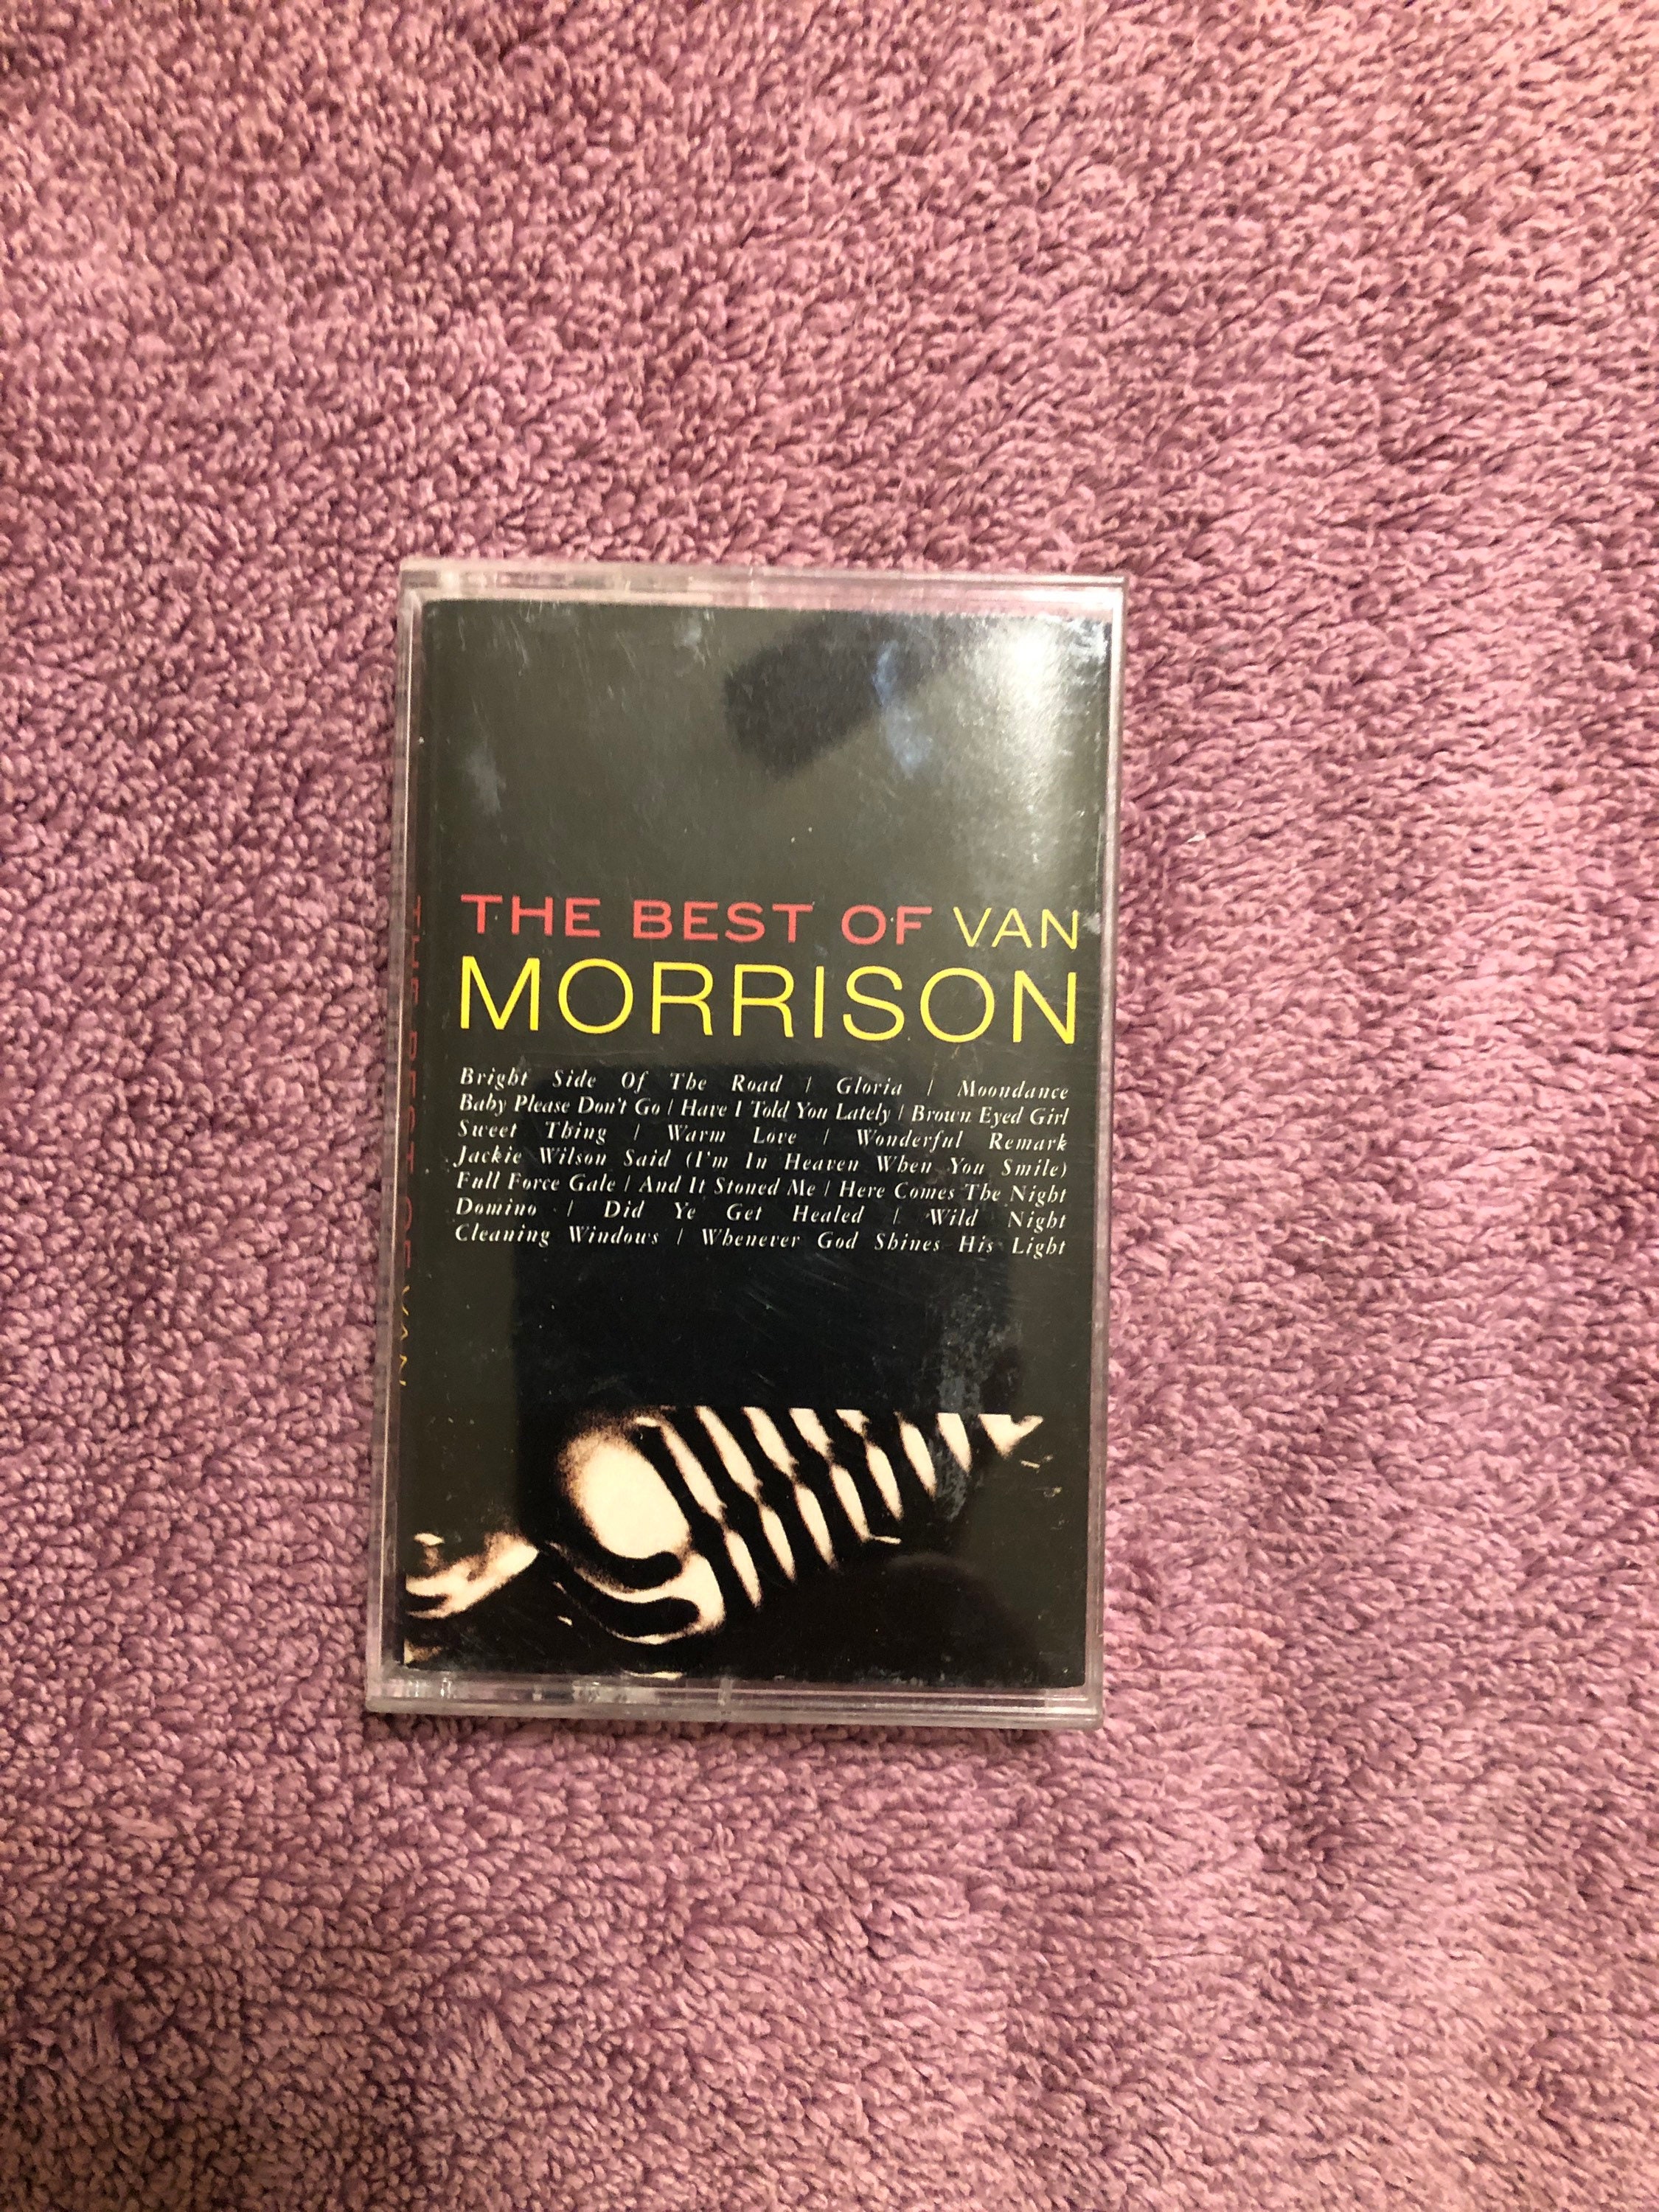 THE BEST OF VAN
MORRISON
Bright Side Of The Road / Gloria / Moondance
Baby Please Don't Go / Have I Told You Lately / Brown Eyed Girl
Sweet Thing / Warm Love / Wonderful Remark
Jackie Wilson Said (I'm In Heaven When You Smile)
Full Force Gale / And It Stoned Me / Here Comes The Night
Domino / Did Ye Get Healed / Wild Night
Cleaning Windows / Whenever God Shines His Light
THE BEST OF VAN